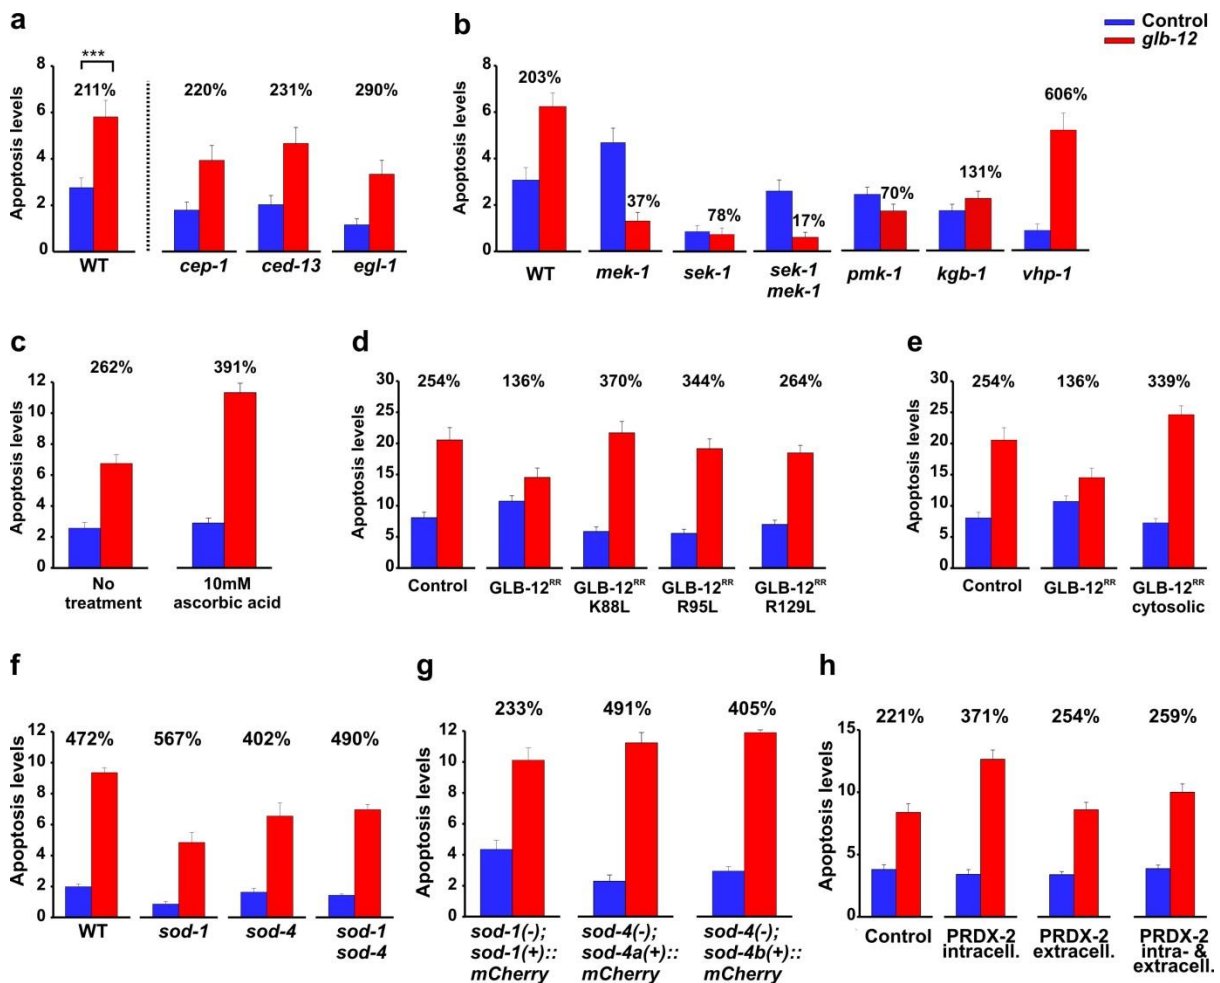 a
b
Control
glb-12
***
Apoptosis levels
8
6
4
2
0
211%
220%
231%
290%
WT
cep-1
ced-13
egl-1
Apoptosis levels
8
6
4
2
0
203%
37%
78%
17%
70%
131%
606%
WT
mek-1
sek-1
sek-1
mek-1
pmk-1
kgb-1
vhp-1
c
Apoptosis levels
12
10
8
6
4
2
0
262%
391%
No
treatment
10mM
ascorbic acid
d
Apoptosis levels
30
25
20
15
10
5
0
254%
136%
370%
344%
264%
Control
GLB-12RR
GLB-12RR
K88L
GLB-12RR
R95L
GLB-12RR
R129L
e
Apoptosis levels
30
25
20
15
10
5
0
254%
136%
339%
Control
GLB-12RR
GLB-12RR
cytosolic
f
Apoptosis levels
12
10
8
6
4
2
0
472%
567%
402%
490%
WT
sod-1
sod-4
sod-1
sod-4
g
Apoptosis levels
12
10
8
6
4
2
0
233%
491%
405%
sod-1(-);
sod-1(+)::
mCherry
sod-4(-);
sod-4a(+)::
mCherry
sod-4(-);
sod-4b(+)::
mCherry
h
Apoptosis levels
15
10
5
0
221%
371%
254%
259%
Control
PRDX-2
intracell.
PRDX-2
extracell.
PRDX-2
intra- &
extracell.